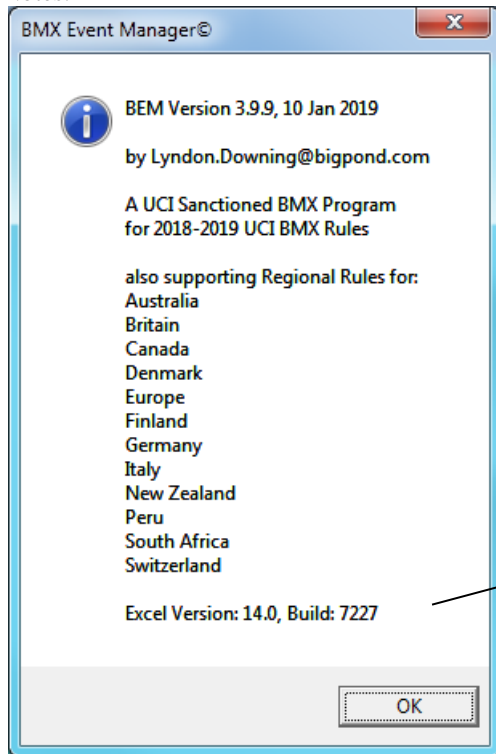 BMX Event Manager©
BEM Version 3.9.9, 10 Jan 2019
by Lyndon.Downing@bigpond.com
A UCI Sanctioned BMX Program
for 2018-2019 UCI BMX Rules
also supporting Regional Rules for:
Australia
Britain
Canada
Denmark
Europe
Finland
Germany
Italy
New Zealand
Peru
South Africa
Switzerland
Excel Version: 14.0, Build: 7227
OK